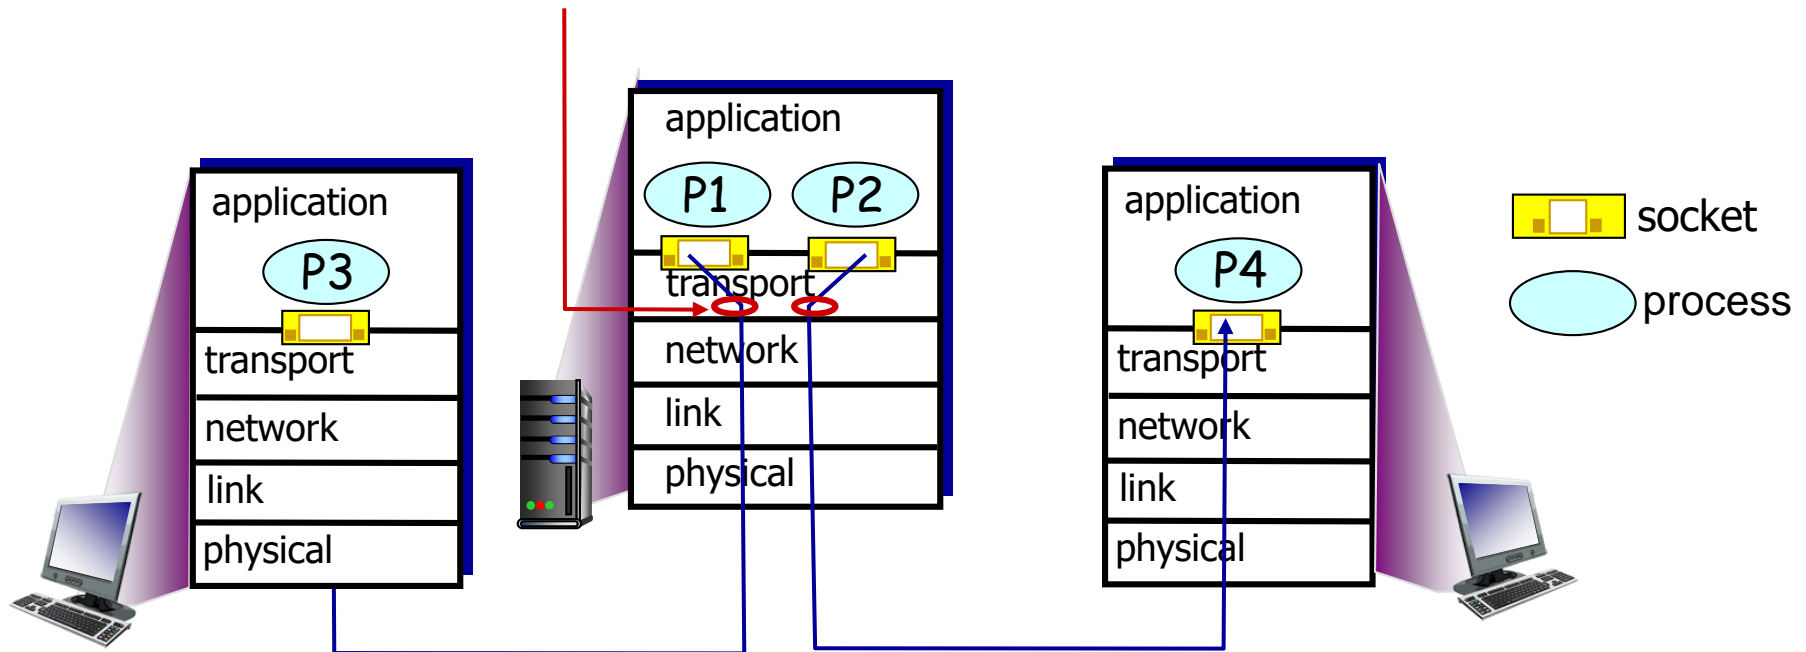 application
P3
transport
network
link
physical
application
P1 P2
transport
network
link
physical
application
P4
transport
network
link
physical
socket
process